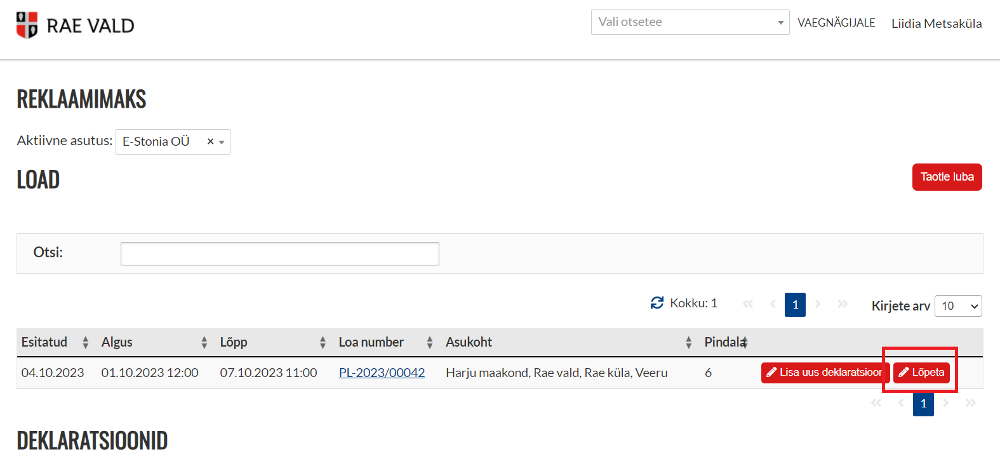 RAE VALD
Vali otsetee
VAEGNÄGIJALE
Liidia Metsaküla
REKLAAMIMAKS
Aktiivne asutus: E-Stonia OÜ ×
LOAD
Taotle luba
Otsi:
Kokku: 1 « ‹ 1 › » Kirjete arv 10
Esitatud Algus Lõpp Loa number Asukoht Pindala
04.10.2023 01.10.2023 12:00 07.10.2023 11:00 PL-2023/00042 Harju maakond, Rae vald, Rae küla, Veeru 6 Lisa uus deklaratsioon Lõpeta
« ‹ 1 › »
DEKLARATSIOONID